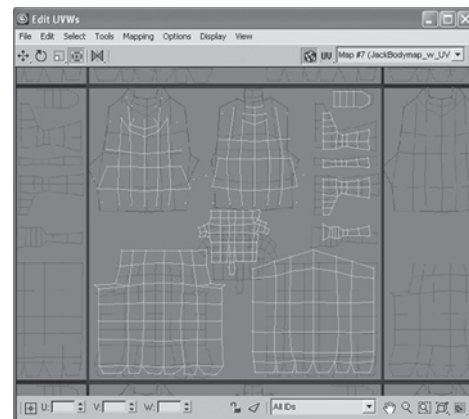 Edit UVWs
File Edit Select Tools Mapping Options Display View
UV Map #7 (JackBodymap_w_UV
U: V: W: All IDs